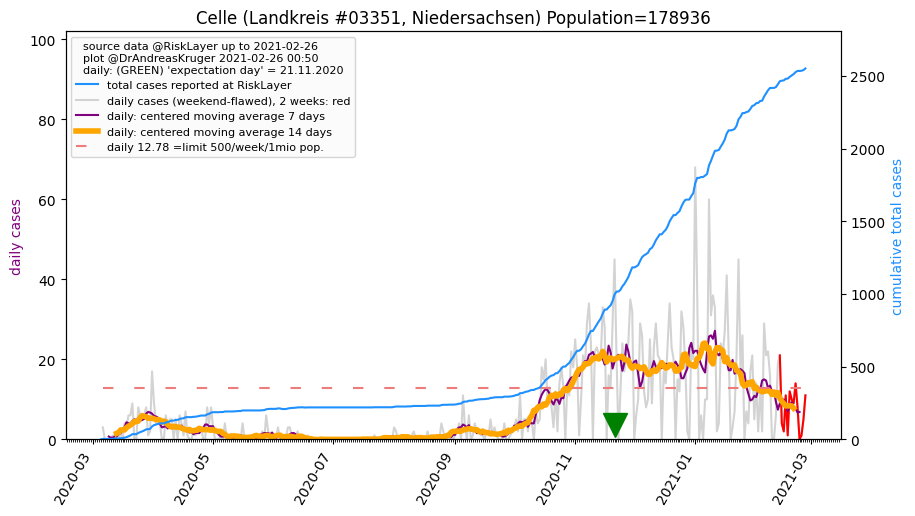 Celle (Landkreis #03351, Niedersachsen) Population=178936
source data @RiskLayer up to 2021-02-26
plot @DrAndreasKruger 2021-02-26 00:50
daily: (GREEN) 'expectation day' = 21.11.2020
total cases reported at RiskLayer
daily cases (weekend-flawed), 2 weeks: red
daily: centered moving average 7 days
daily: centered moving average 14 days
daily 12.78 =limit 500/week/1mio pop.
daily cases
100
80
60
40
20
0
cumulative total cases
2500
2000
1500
1000
500
0
2020-03
2020-05
2020-07
2020-09
2020-11
2021-01
2021-03